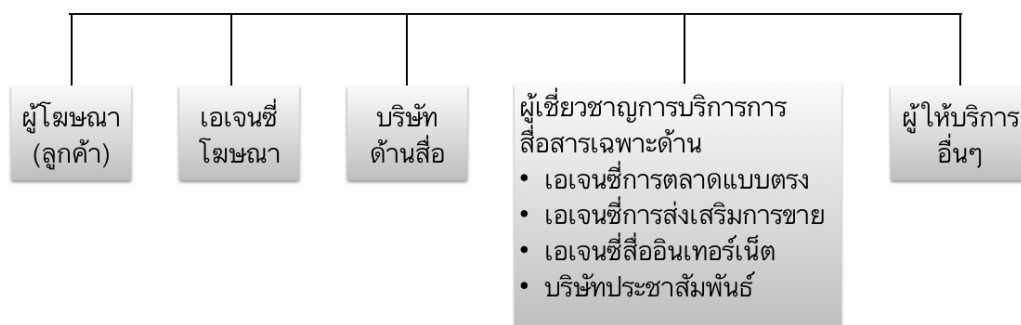 ผู้โฆษณา
(ลูกค้า)
เอเจนซี่
โฆษณา
บริษัท
ด้านสื่อ
ผู้เชี่ยวชาญการบริการการ
สื่อสารเฉพาะด้าน
• เอเจนซี่การตลาดแบบตรง
• เอเจนซี่การส่งเสริมการขาย
• เอเจนซี่สื่ออินเทอร์เน็ต
• บริษัทประชาสัมพันธ์
ผู้ให้บริการ
อื่นๆ